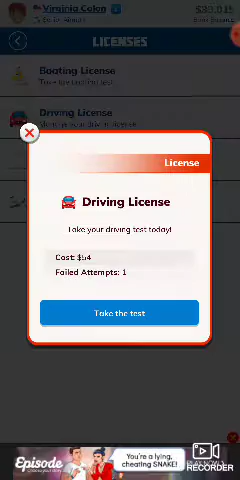 Virginia Colon
LICENSES
Boating License
Driving License
License
Driving License
Take your driving test today!
Cost: $54
Failed Attempts: 1
Take the test
Episode
You're a lying,
cheating SNAKE!
RECORDER